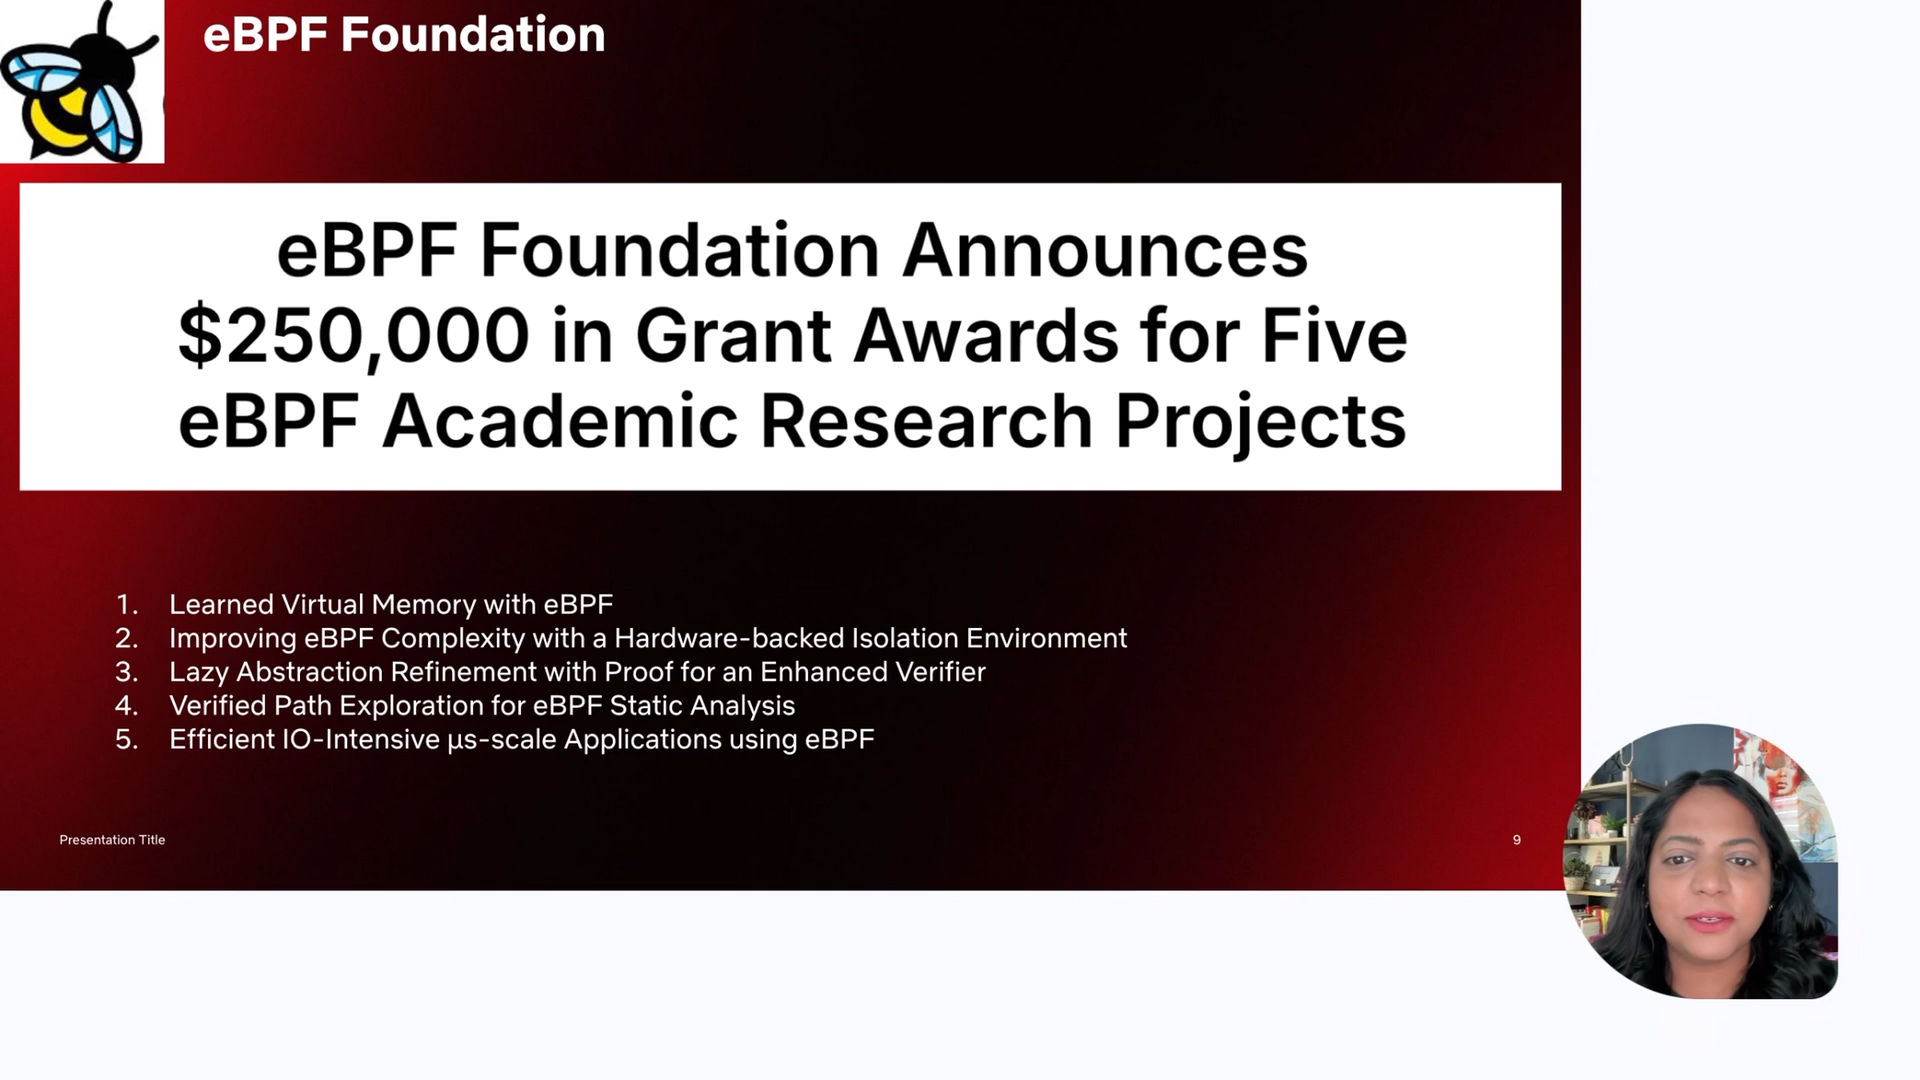 eBPF Foundation
eBPF Foundation Announces
$250,000 in Grant Awards for Five
eBPF Academic Research Projects
1. Learned Virtual Memory with eBPF
2. Improving eBPF Complexity with a Hardware-backed Isolation Environment
3. Lazy Abstraction Refinement with Proof for an Enhanced Verifier
4. Verified Path Exploration for eBPF Static Analysis
5. Efficient IO-Intensive µs-scale Applications using eBPF
Presentation Title
9